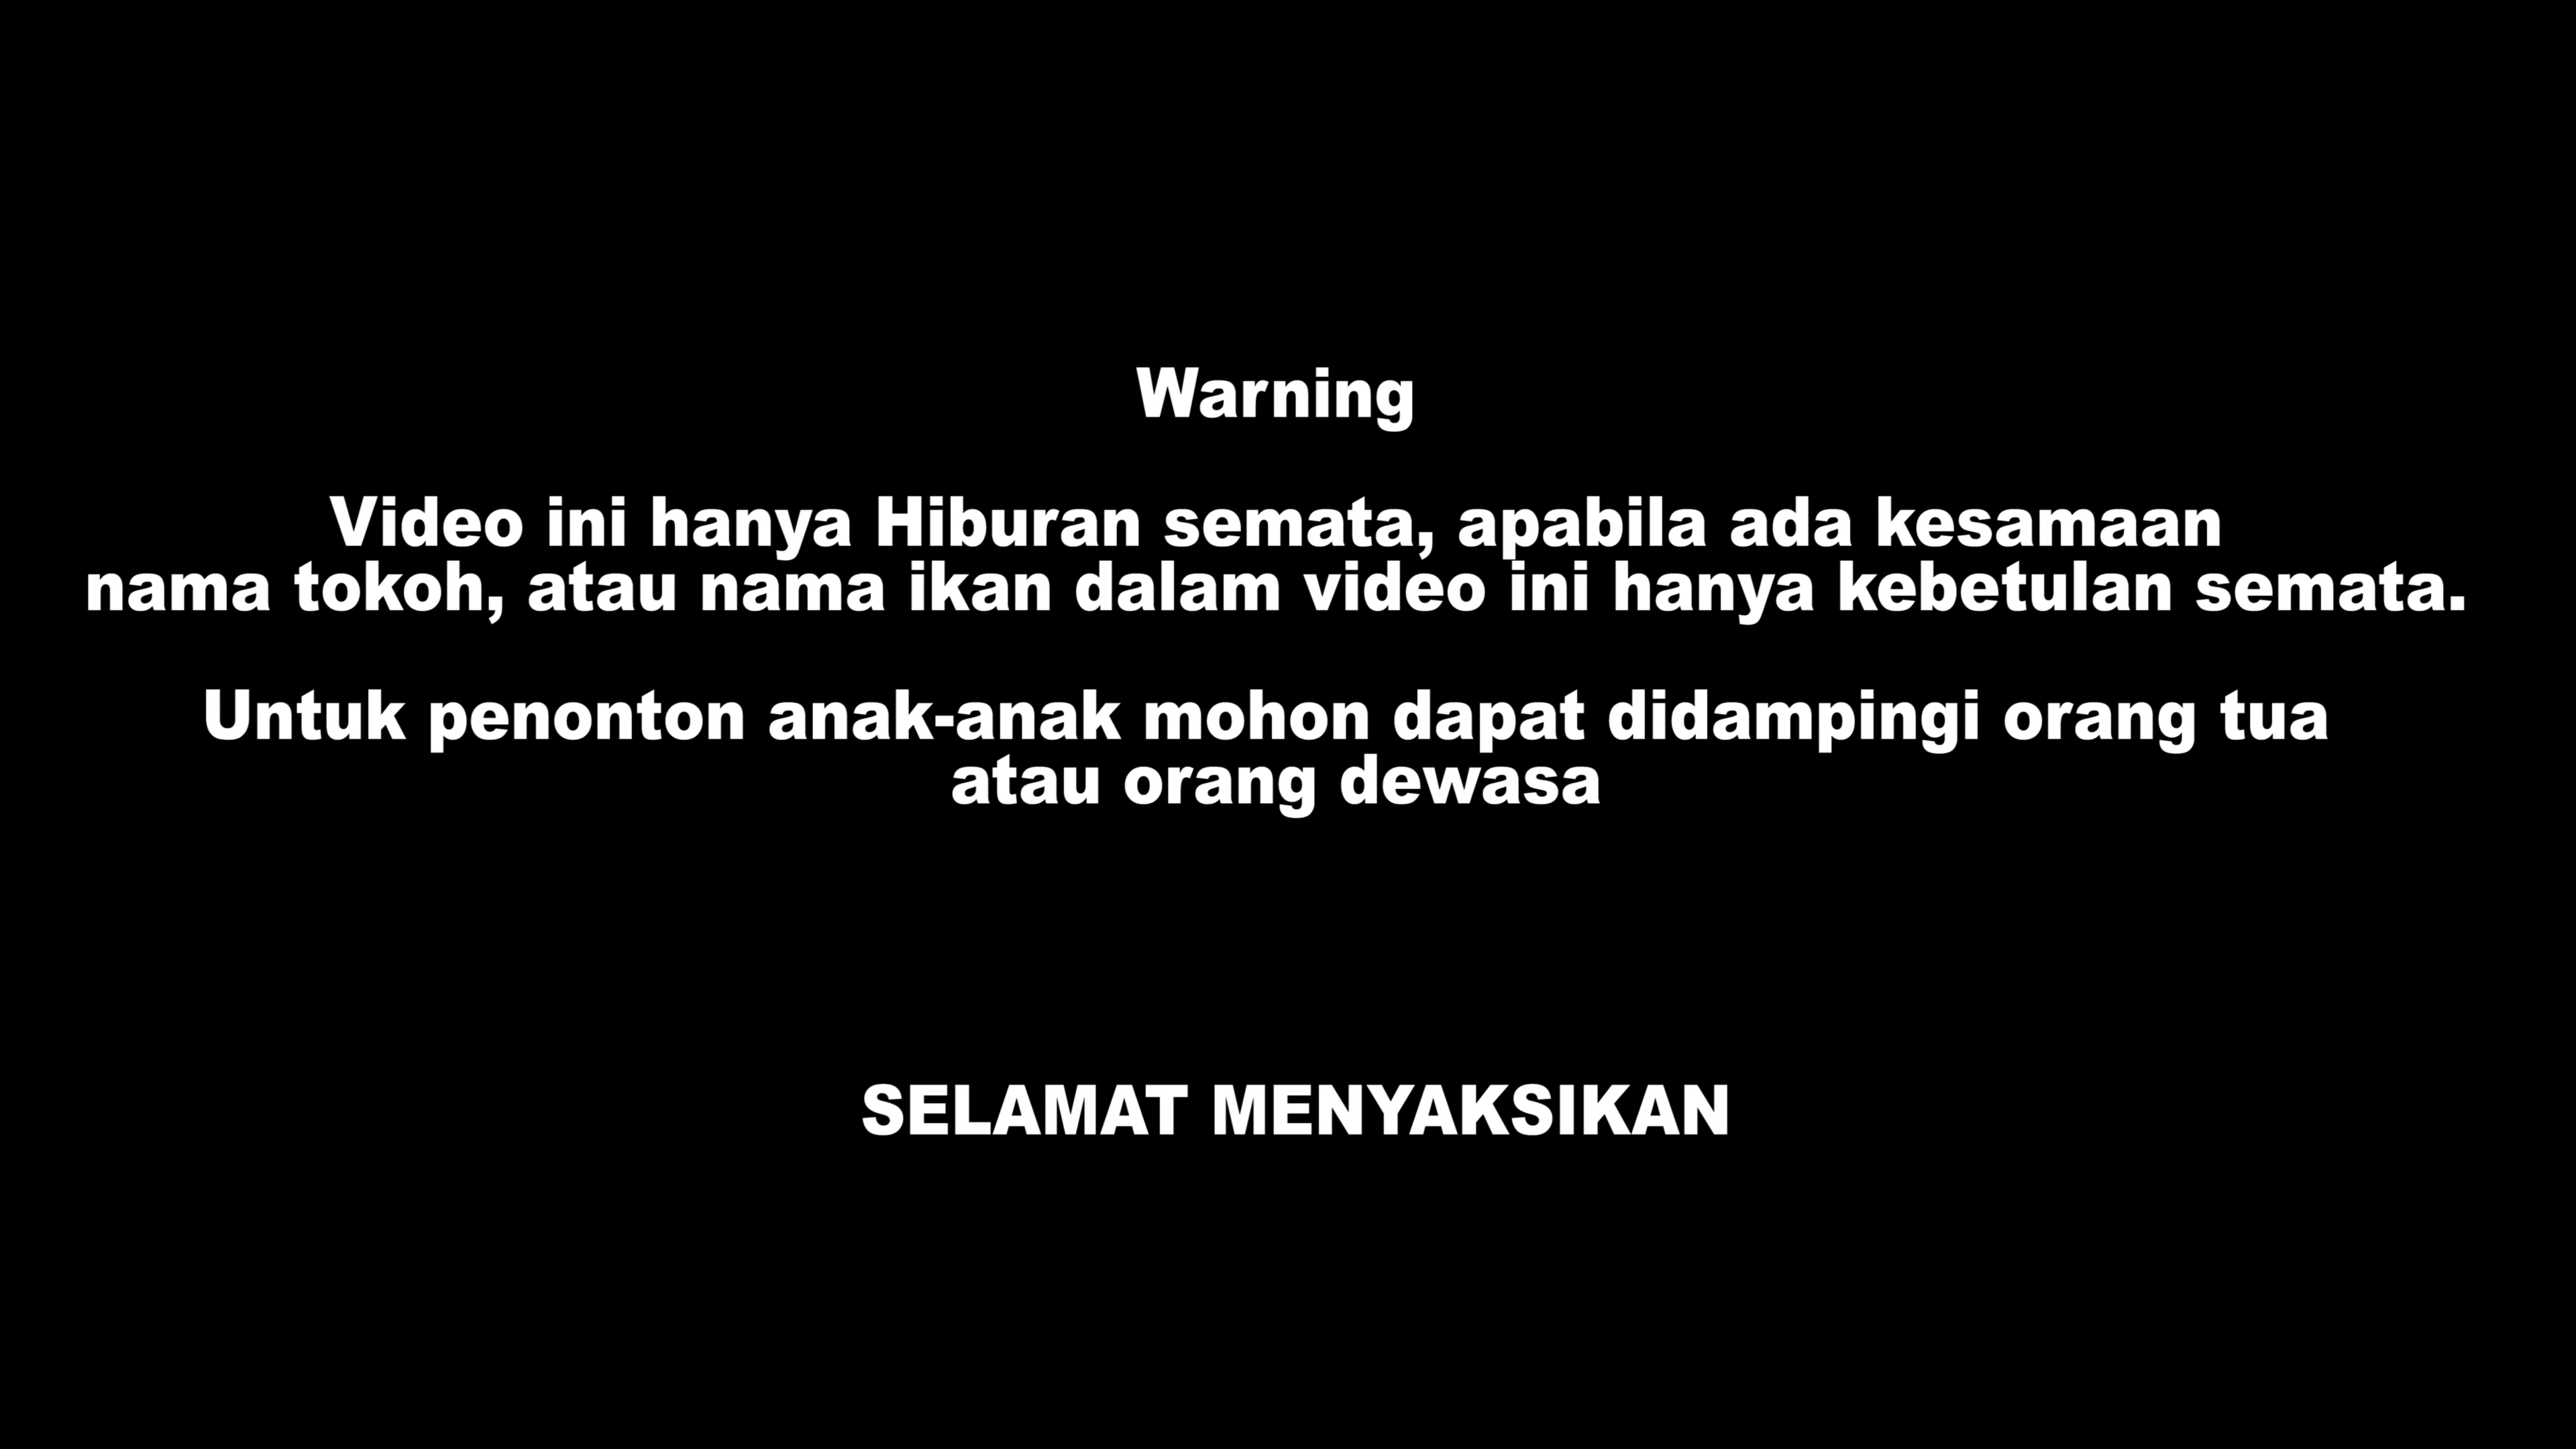 Warning
Video ini hanya Hiburan semata, apabila ada kesamaan
nama tokoh, atau nama ikan dalam video ini hanya kebetulan semata.
Untuk penonton anak-anak mohon dapat didampingi orang tua
atau orang dewasa
SELAMAT MENYAKSIKAN